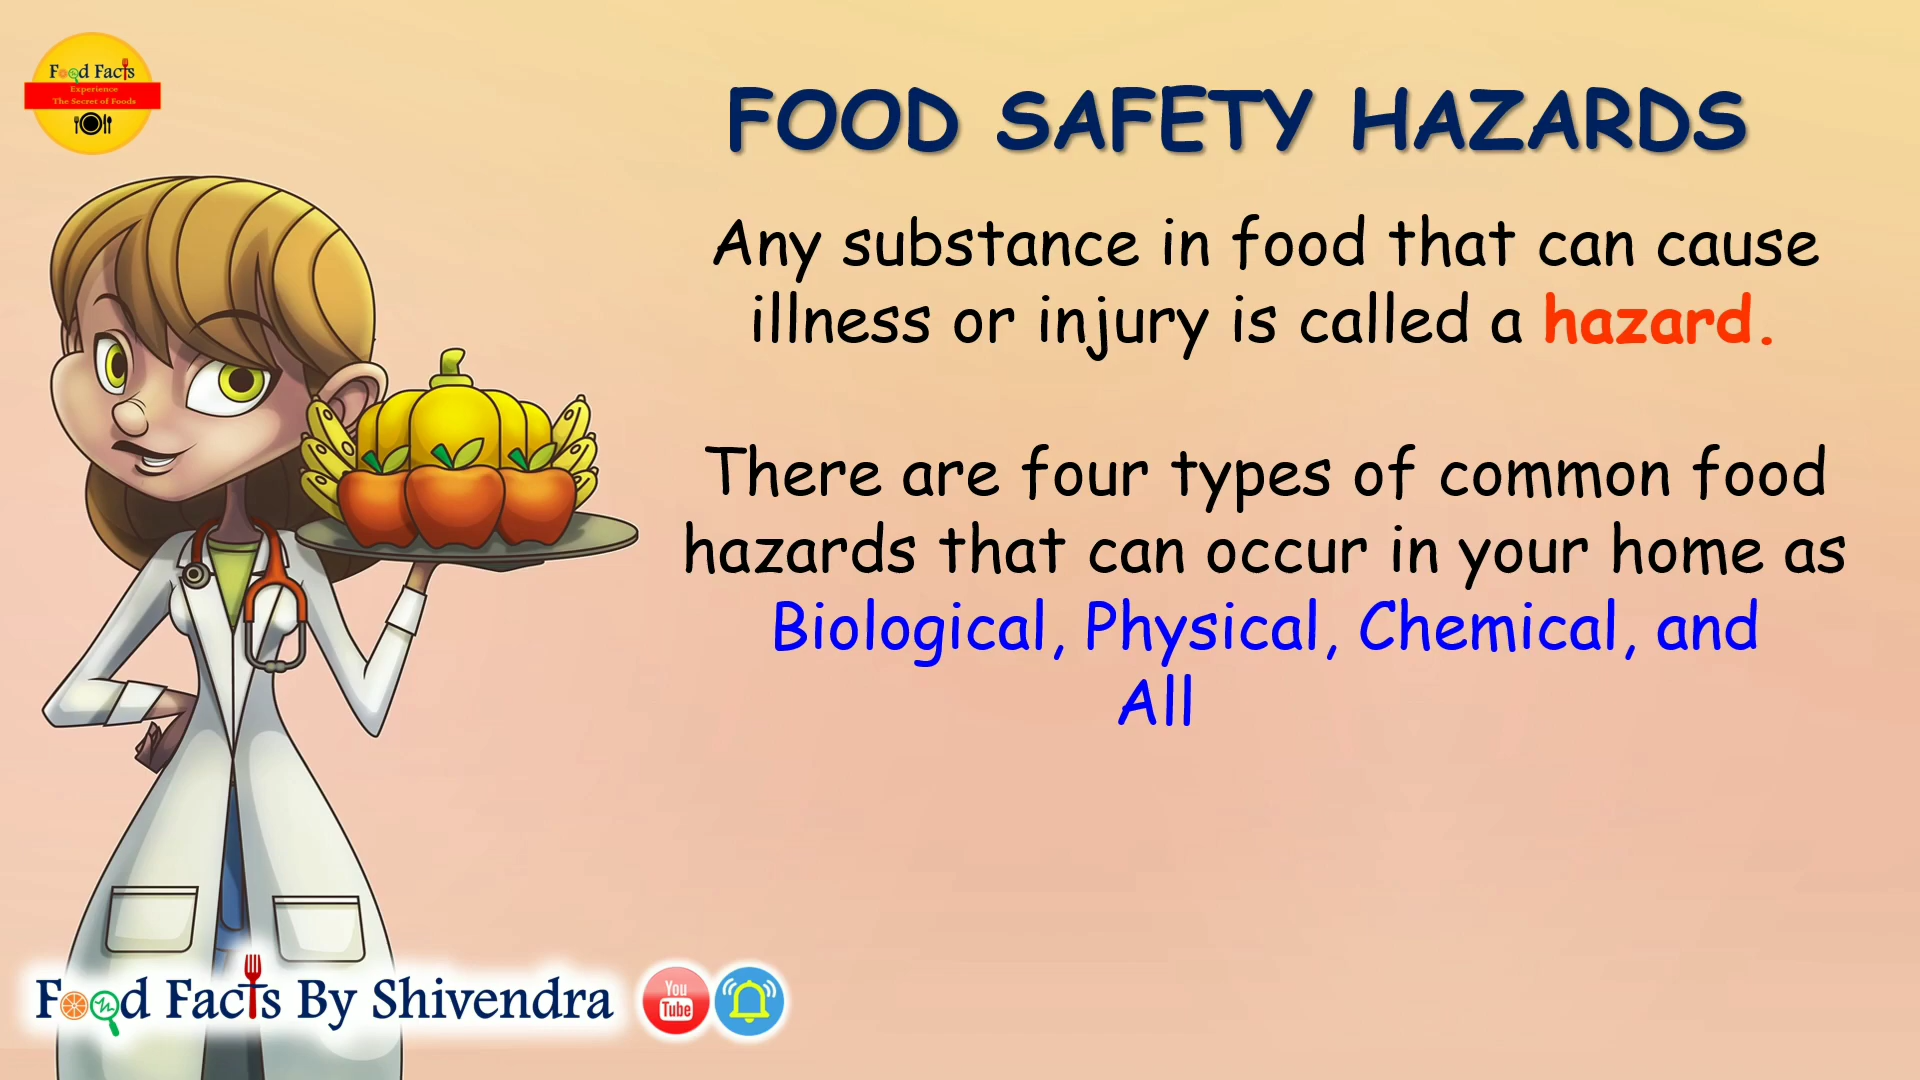 Food Facts
Experience
The Secret of Foods
FOOD SAFETY HAZARDS
Any substance in food that can cause
illness or injury is called a hazard.
There are four types of common food
hazards that can occur in your home as
Biological, Physical, Chemical, and
All
Food Facts By Shivendra
You
Tube